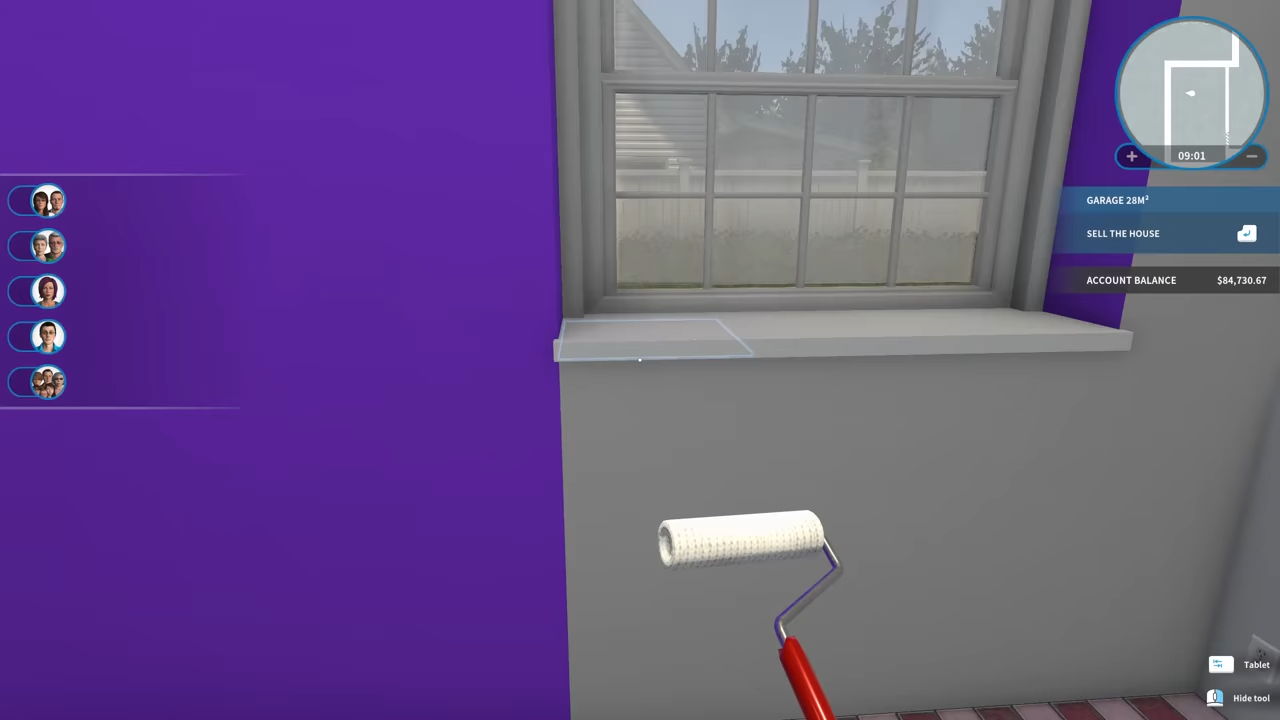 09:01
GARAGE 28M²
SELL THE HOUSE
ACCOUNT BALANCE $84,730.67
Tablet
Hide tool